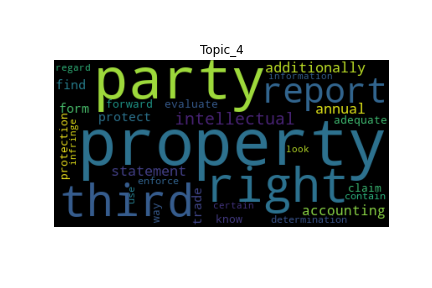 Topic_4
regard
party
additionally
information
find
report
form
forward
evaluate
annual
protect
intellectual
adequate
protection
infringe
property
look
statement
third
enforce
right
claim
contain
use
way
trade
certain
know
accounting
determination